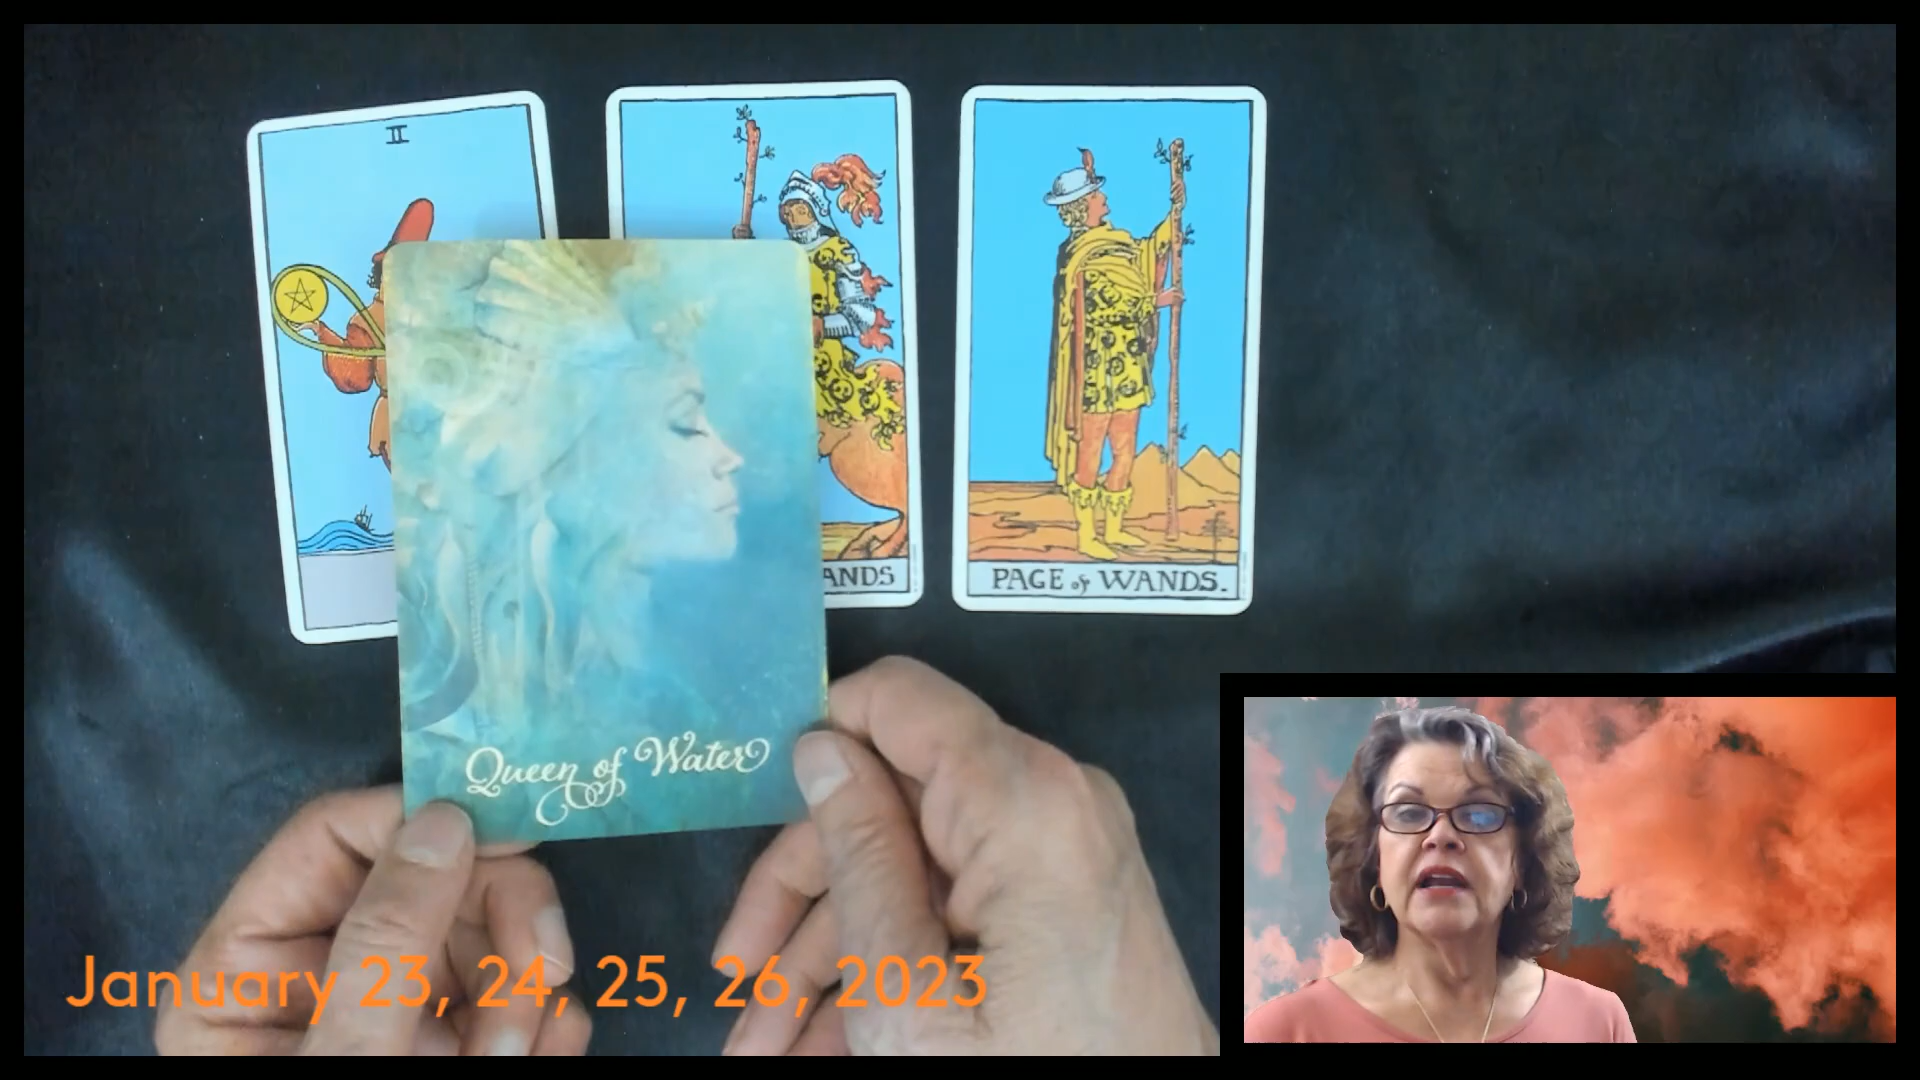 II
ANDS
PAGE of WANDS.
Queen of Water
January 23, 24, 25, 26, 2023